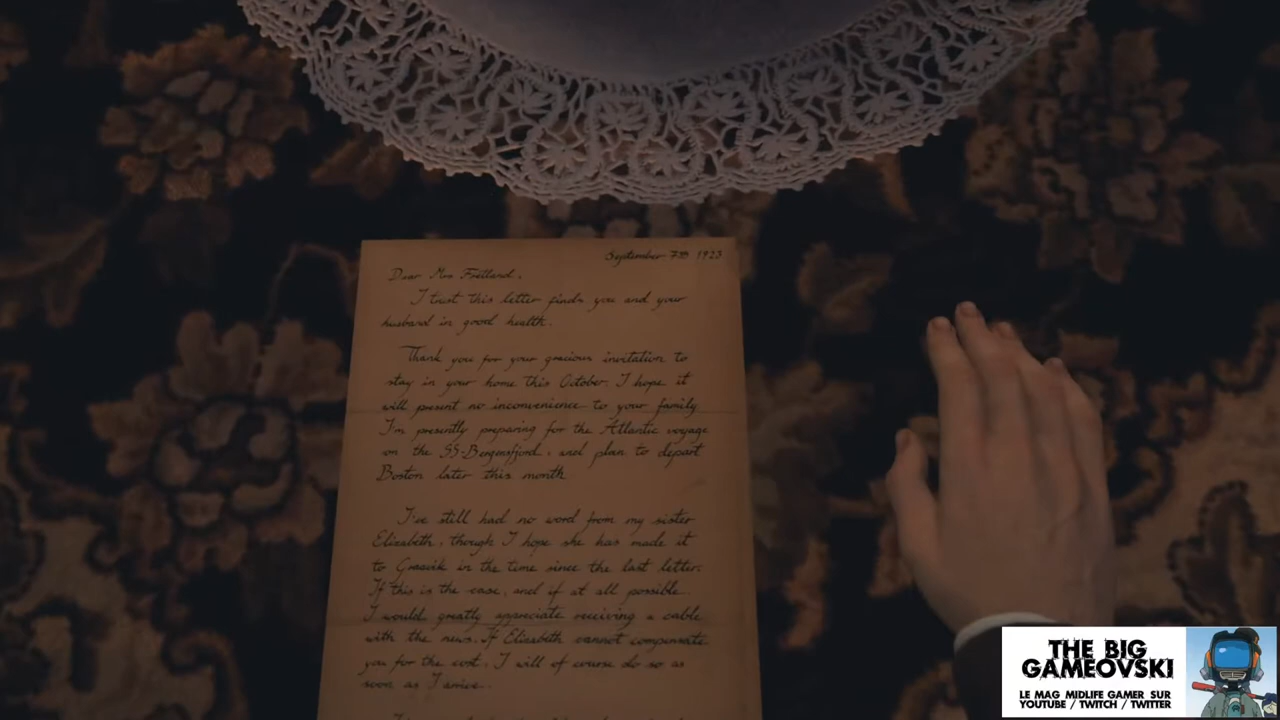 September 7th 1923
Dear Mrs Fretland,
I trust this letter finds you and your
husband in good health.
Thank you for your gracious invitation to
stay in your home this October. I hope it
will present no inconvenience to your family.
I'm presently preparing for the Atlantic voyage
on the SS-Bergensfjord, and plan to depart
Boston later this month.
I've still had no word from my sister
Elizabeth, though I hope she has made it
to Gravik in the time since the last letter.
If this is the case, and if at all possible,
I would greatly appreciate receiving a cable
with the news. If Elizabeth cannot compensate
you for the cost, I will of course do so as
soon as I arrive.
THE BIG
GAMEOVSKI
LE MAG MIDLIFE GAMER SUR
YOUTUBE / TWITCH / TWITTER